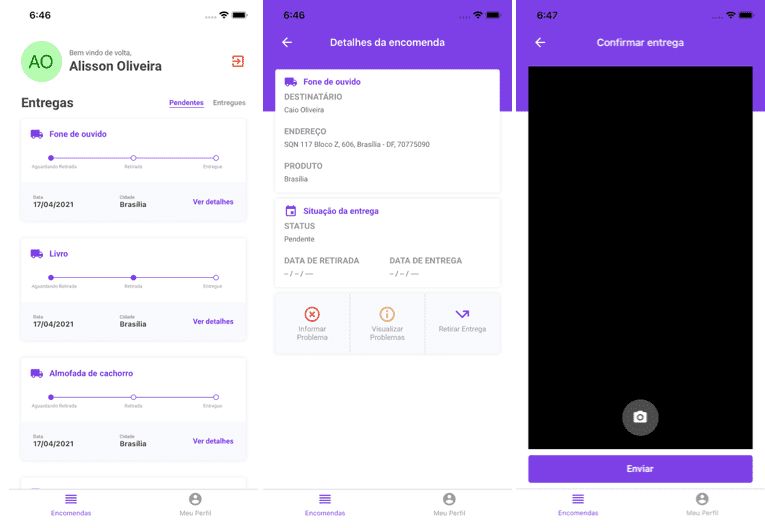 6:46
AO
Bem vindo de volta,
Alisson Oliveira
Entregas
Pendentes
Entregues
Fone de ouvido
Aguardando Retirada
Retirada
Entregue
Data
17/04/2021
Cidade
Brasília
Ver detalhes
Livro
Aguardando Retirada
Retirada
Entregue
Data
17/04/2021
Cidade
Brasília
Ver detalhes
Almofada de cachorro
Aguardando Retirada
Retirada
Entregue
Data
17/04/2021
Cidade
Brasília
Ver detalhes
Encomendas
Meu Perfil
6:46
Detalhes da encomenda
Fone de ouvido
DESTINATÁRIO
Caio Oliveira
ENDEREÇO
SQN 117 Bloco Z, 606, Brasília - DF, 70775090
PRODUTO
Brasília
Situação da entrega
STATUS
Pendente
DATA DE RETIRADA
-- / -- / ---
DATA DE ENTREGA
-- / -- / ---
Informar
Problema
Visualizar
Problemas
Retirar Entrega
Encomendas
Meu Perfil
6:47
Confirmar entrega
Enviar
Encomendas
Meu Perfil